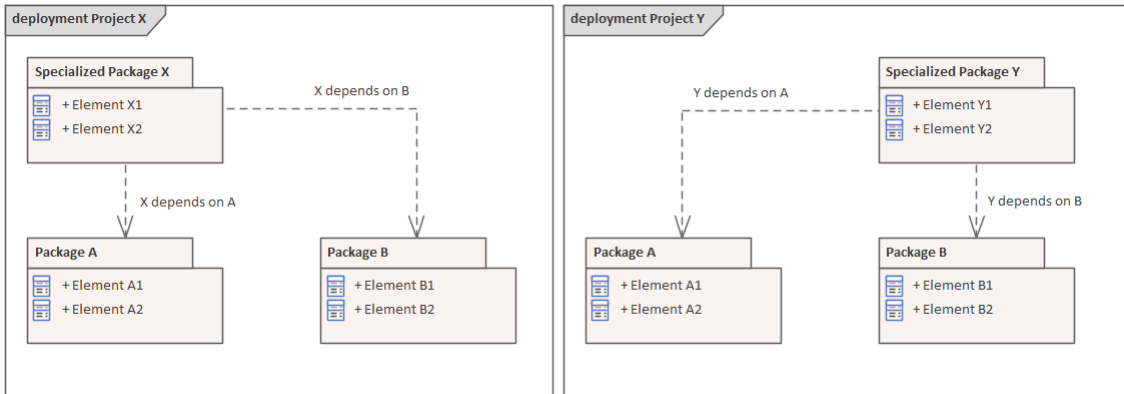 deployment Project X
Specialized Package X
+ Element X1
+ Element X2
X depends on B
X depends on A
Package A
+ Element A1
+ Element A2
Package B
+ Element B1
+ Element B2
deployment Project Y
Specialized Package Y
+ Element Y1
+ Element Y2
Y depends on A
Y depends on B
Package A
+ Element A1
+ Element A2
Package B
+ Element B1
+ Element B2